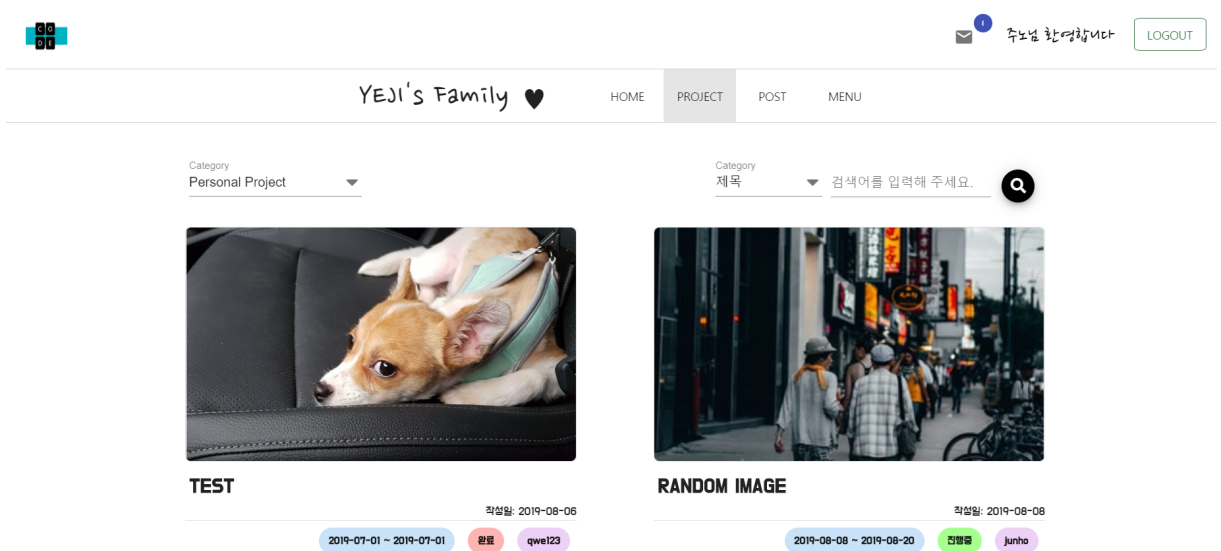 CO
DE
주노님 환영합니다
LOGOUT
YEJI's Family ♥
HOME PROJECT POST MENU
Category
Personal Project
Category
제목
검색어를 입력해 주세요.
TEST
작성일: 2019-08-06
2019-07-01 ~ 2019-07-01 완료 qwe123
RANDOM IMAGE
작성일: 2019-08-08
2019-08-08 ~ 2019-08-20 진행중 junho